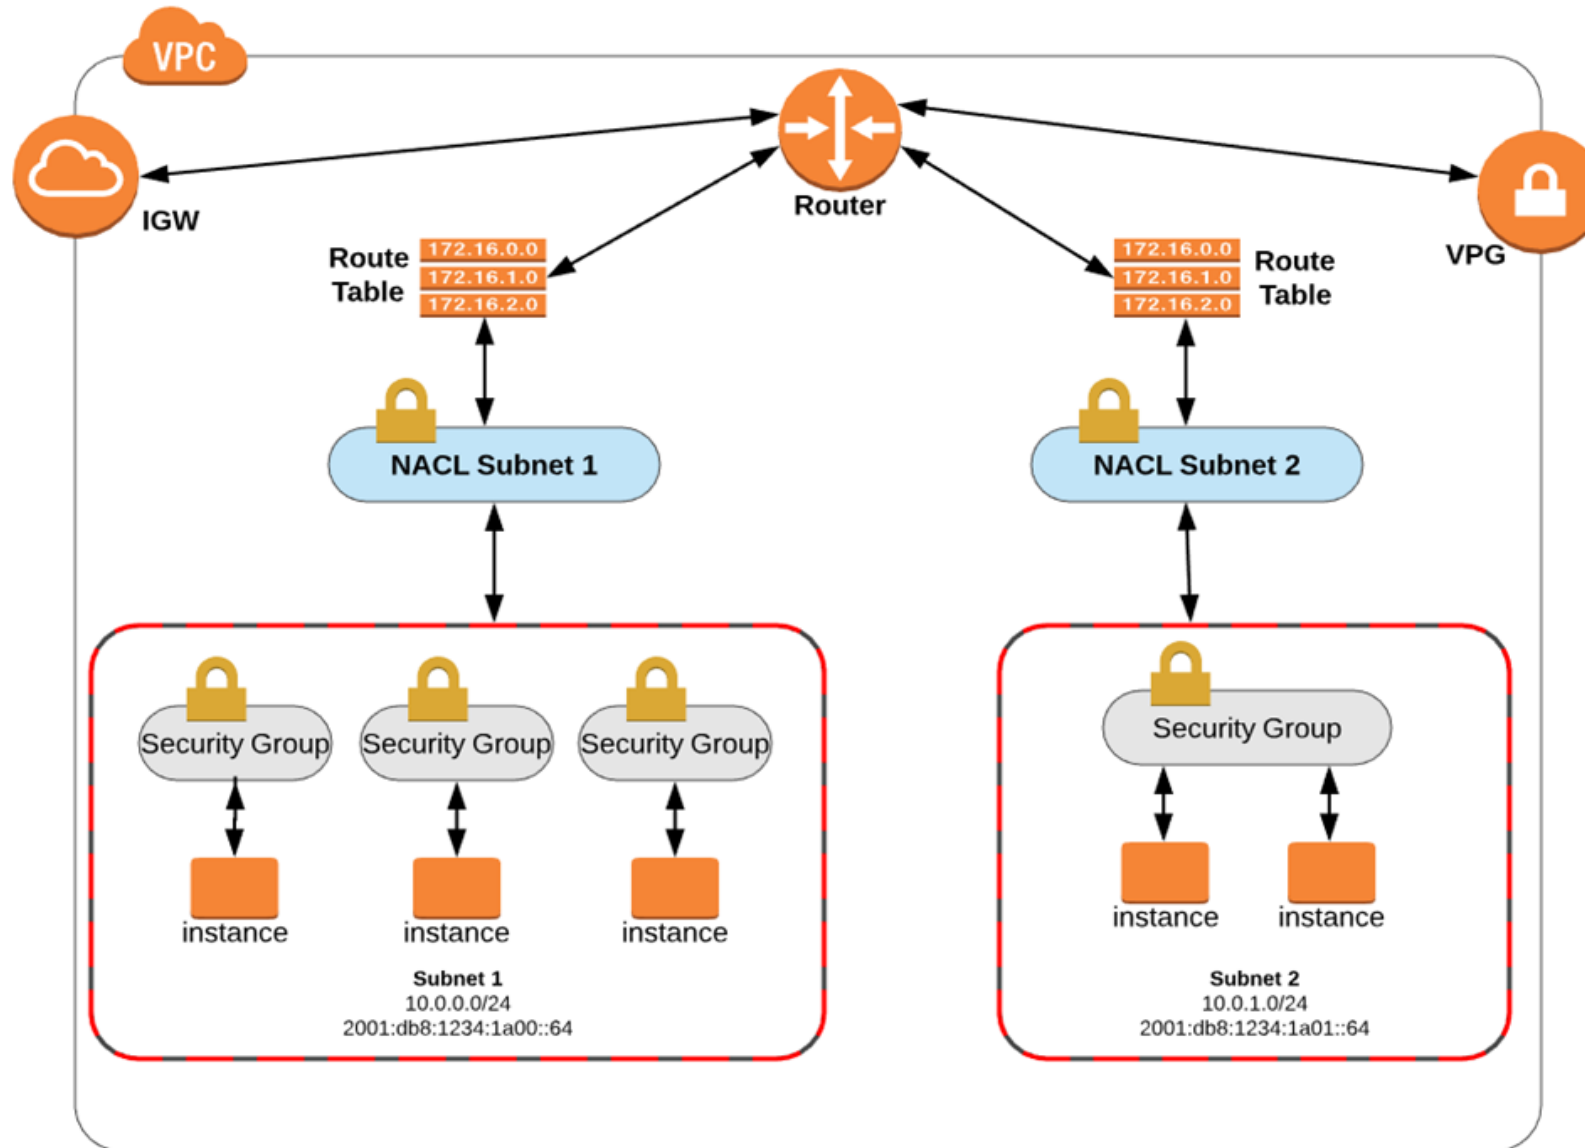 VPC
IGW
Router
VPG
Route
Table
172.16.0.0
172.16.1.0
172.16.2.0
172.16.0.0
172.16.1.0
172.16.2.0
Route
Table
NACL Subnet 1
NACL Subnet 2
Security Group
Security Group
Security Group
Security Group
instance
instance
instance
instance
instance
Subnet 1
10.0.0.0/24
2001:db8:1234:1a00::64
Subnet 2
10.0.1.0/24
2001:db8:1234:1a01::64